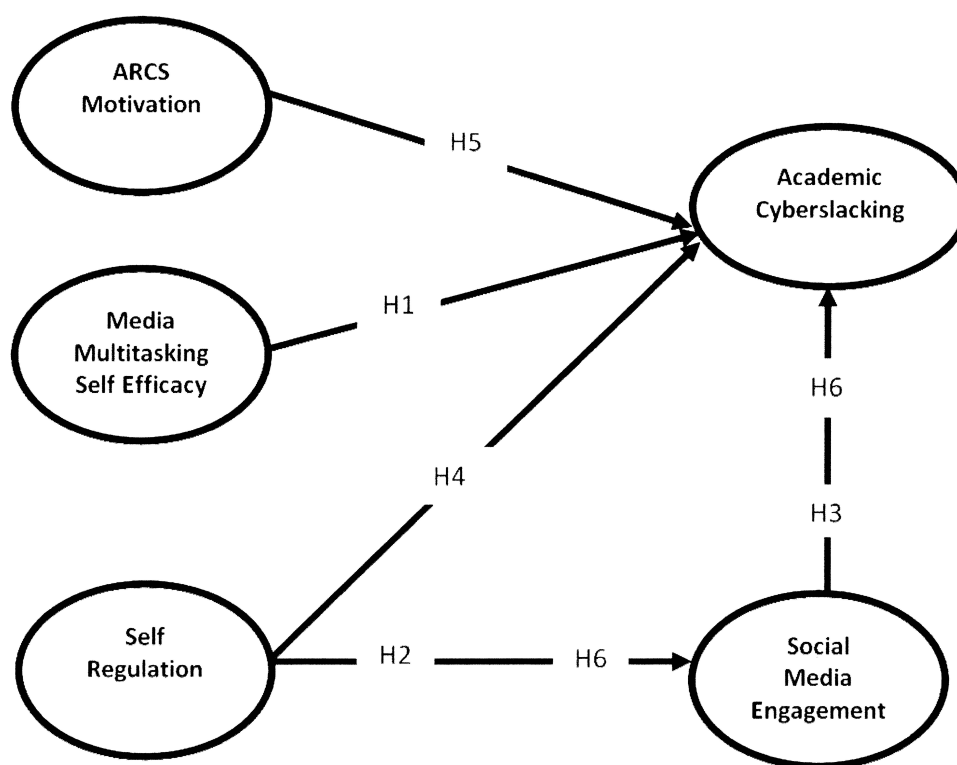 ARCS
Motivation
H5
Academic
Cyberslacking
Media
Multitasking
Self Efficacy
H1
H6
H4
H3
Self
Regulation
H2
H6
Social
Media
Engagement